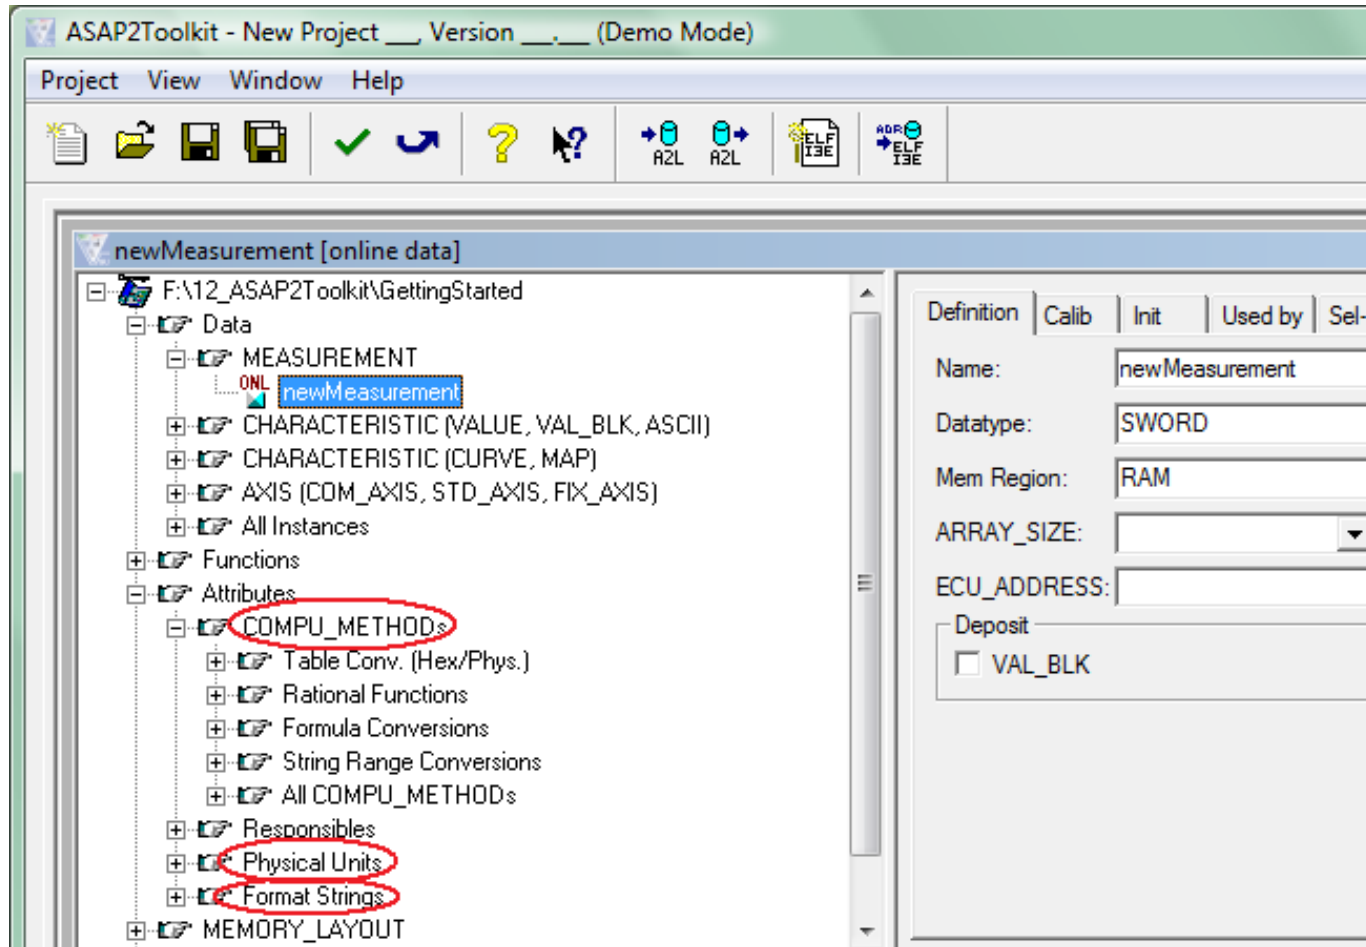 ASAP2Toolkit - New Project __, Version __.__ (Demo Mode)
Project View Window Help
A2L A2L ELF I3E ADR ELF I3E
newMeasurement [online data]
F:\12_ASAP2Toolkit\GettingStarted
Data
MEASUREMENT
ONL newMeasurement
CHARACTERISTIC (VALUE, VAL_BLK, ASCII)
CHARACTERISTIC (CURVE, MAP)
AXIS (COM_AXIS, STD_AXIS, FIX_AXIS)
All Instances
Functions
Attributes
COMPU_METHODs
Table Conv. (Hex/Phys.)
Rational Functions
Formula Conversions
String Range Conversions
All COMPU_METHODs
Responsibles
Physical Units
Format Strings
MEMORY_LAYOUT
Definition Calib Init Used by Sel-
Name: newMeasurement
Datatype: SWORD
Mem Region: RAM
ARRAY_SIZE:
ECU_ADDRESS:
Deposit
VAL_BLK